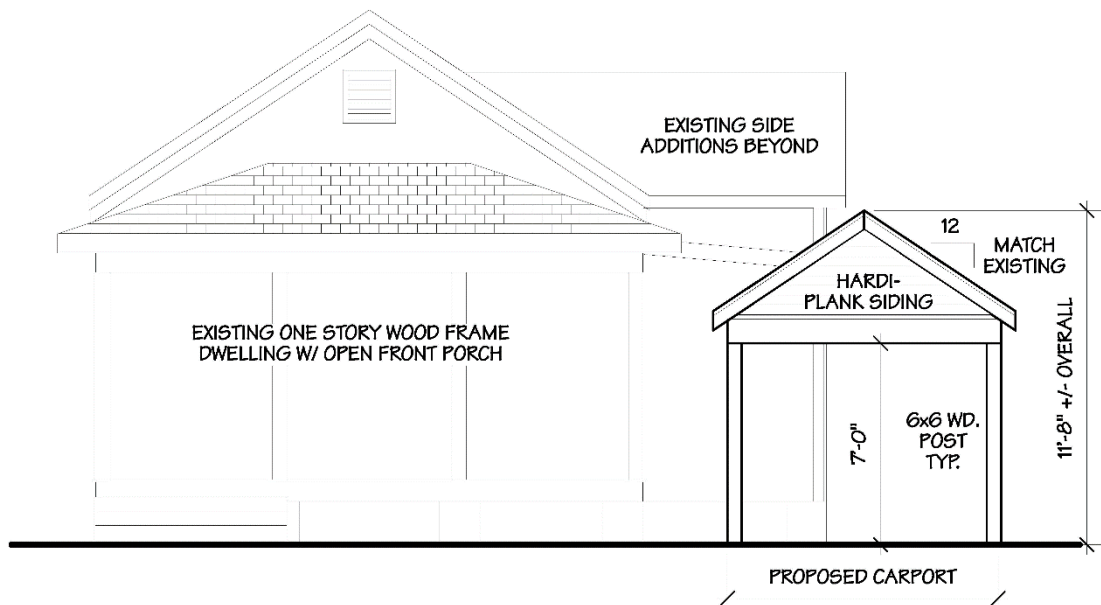 EXISTING SIDE
ADDITIONS BEYOND
12
MATCH
EXISTING
HARDI-
PLANK SIDING
EXISTING ONE STORY WOOD FRAME
DWELLING W/ OPEN FRONT PORCH
11'-8" +/- OVERALL
7'-0"
6x6 WD.
POST
TYP.
PROPOSED CARPORT